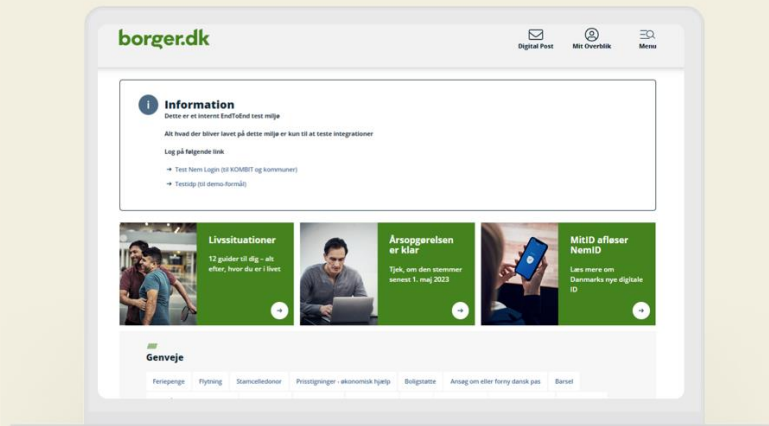 borger.dk
Digital Post
Mit Overblik
Menu
Information
Dette er et internt EndToEnd test miljø
Alt hvad der bliver lavet på dette miljø er kun til at teste integrationer
Log på følgende link
→ Test Nem Login (til KOMBIT og kommuner)
→ Testidp (til demo-formål)
Livssituationer
12 guider til dig – alt
efter, hvor du er i livet
Årsopgørelsen
er klar
Tjek, om den stemmer
senest 1. maj 2023
MitID afløser
NemID
Læs mere om
Danmarks nye digitale
ID
Genveje
Feriepenge
Flytning
Stamcelledonor
Prisstigninger - økonomisk hjælp
Boligstøtte
Ansøg om eller forny dansk pas
Barsel